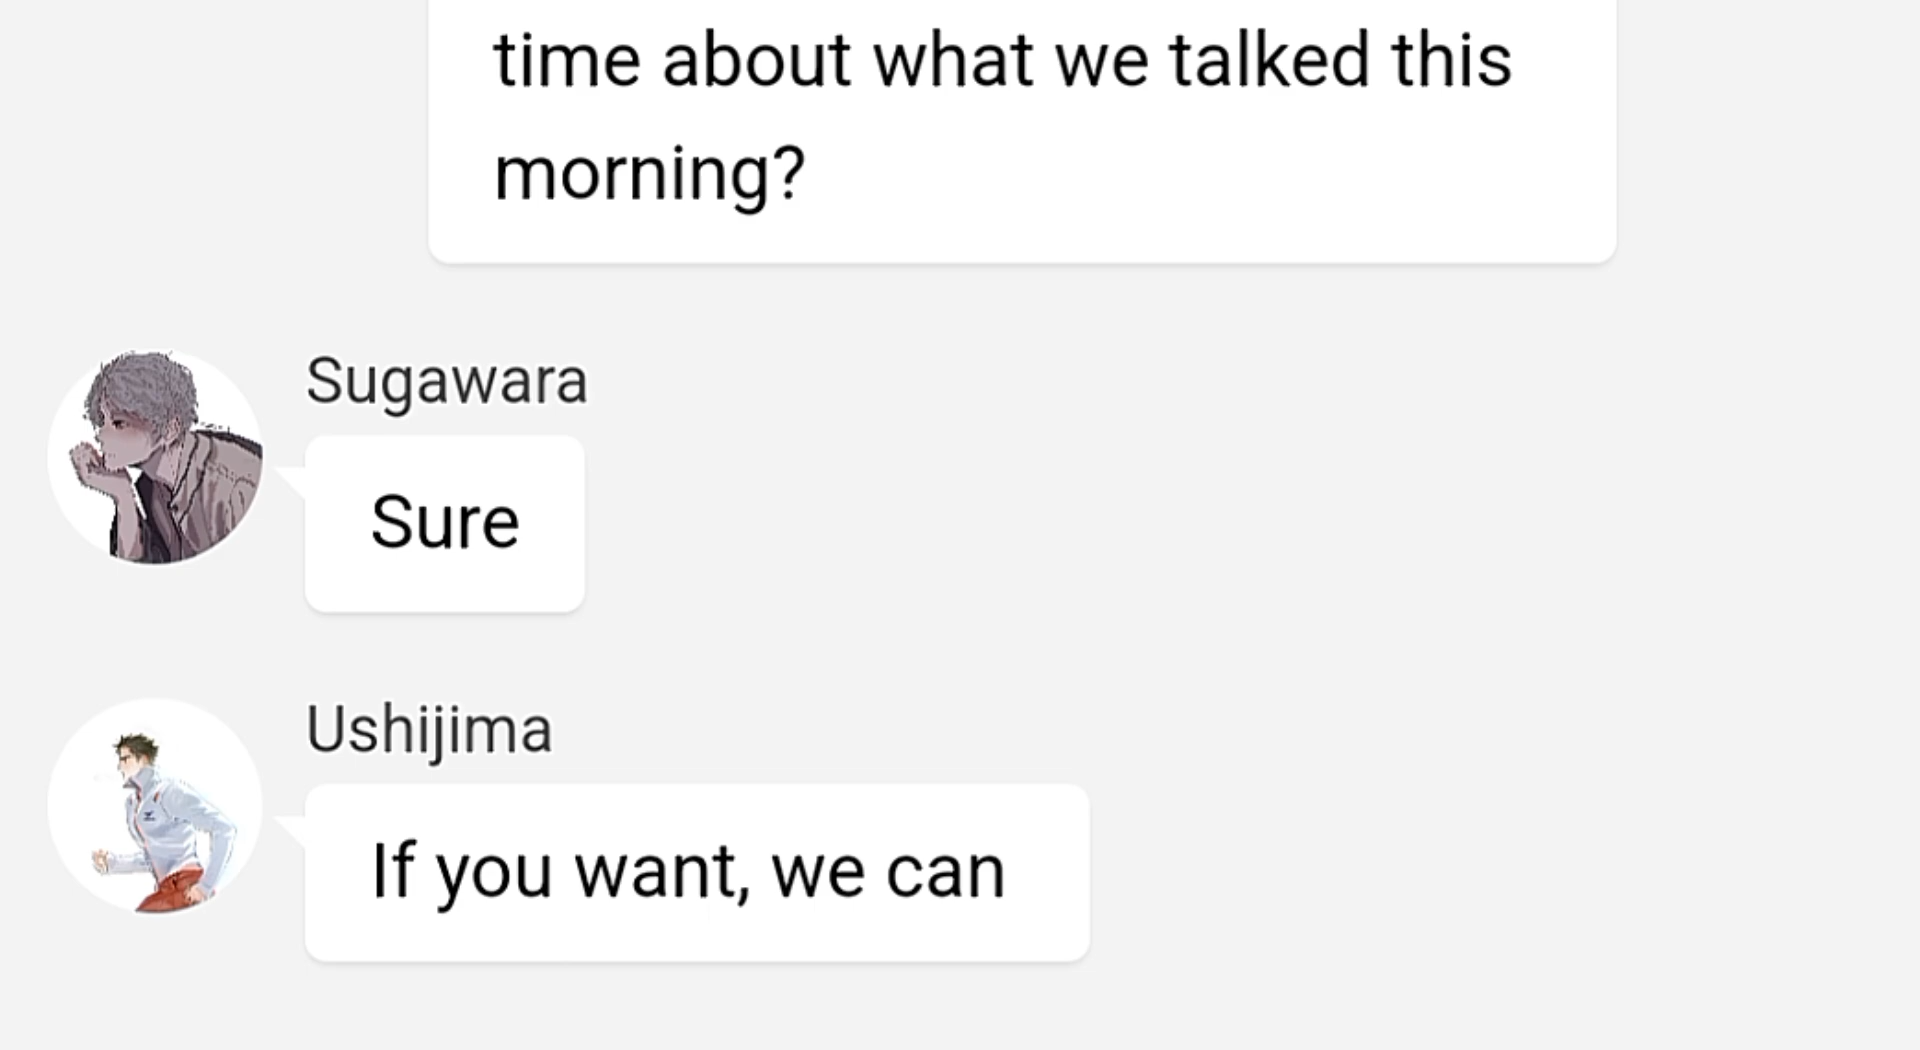 time about what we talked this
morning?
Sugawara
Sure
Ushijima
If you want, we can